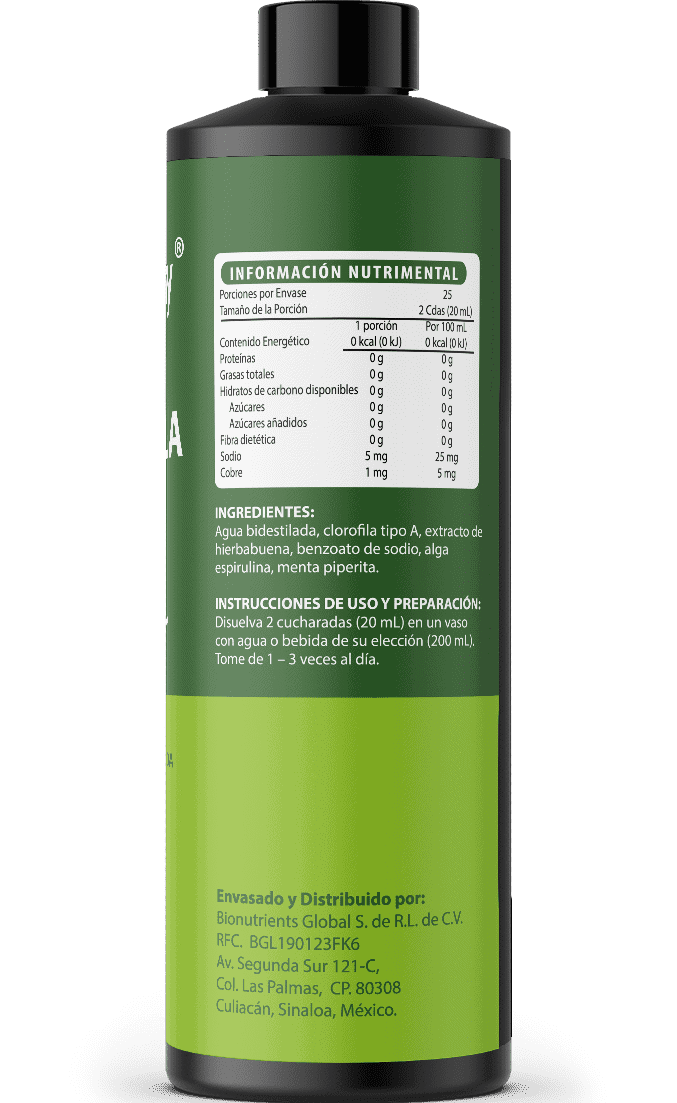 ®
INFORMACIÓN NUTRIMENTAL
Porciones por Envase 25
Tamaño de la Porción 2 Cdas (20 mL)
1 porción Por 100 mL
Contenido Energético 0 kcal (0 kJ) 0 kcal (0 kJ)
Proteínas 0 g 0 g
Grasas totales 0 g 0 g
Hidratos de carbono disponibles 0 g 0 g
Azúcares 0 g 0 g
Azúcares añadidos 0 g 0 g
Fibra dietética 0 g 0 g
Sodio 5 mg 25 mg
Cobre 1 mg 5 mg
LA
INGREDIENTES:
Agua bidestilada, clorofila tipo A, extracto de
hierbabuena, benzoato de sodio, alga
espirulina, menta piperita.
INSTRUCCIONES DE USO Y PREPARACIÓN:
Disuelva 2 cucharadas (20 mL) en un vaso
con agua o bebida de su elección (200 mL).
Tome de 1 – 3 veces al día.
Envasado y Distribuido por:
Bionutrients Global S. de R.L. de C.V.
RFC. BGL190123FK6
Av. Segunda Sur 121-C,
Col. Las Palmas, CP. 80308
Culiacán, Sinaloa, México.